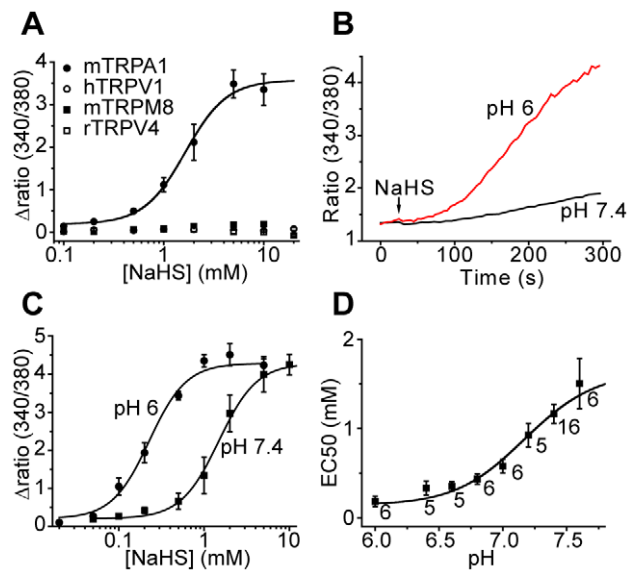 A
mTRPA1
hTRPV1
mTRPM8
rTRPV4
Δratio (340/380)
4
3
2
1
0
0.1
1
10
[NaHS] (mM)
B
Ratio (340/380)
4
3
2
1
pH 6
NaHS
pH 7.4
0
100
200
300
Time (s)
C
Δratio (340/380)
5
4
3
2
1
0
pH 6
pH 7.4
0.1
1
10
[NaHS] (mM)
D
EC50 (mM)
2
1
0
6
5
5
6
6
5
16
6
6.0
6.5
7.0
7.5
pH